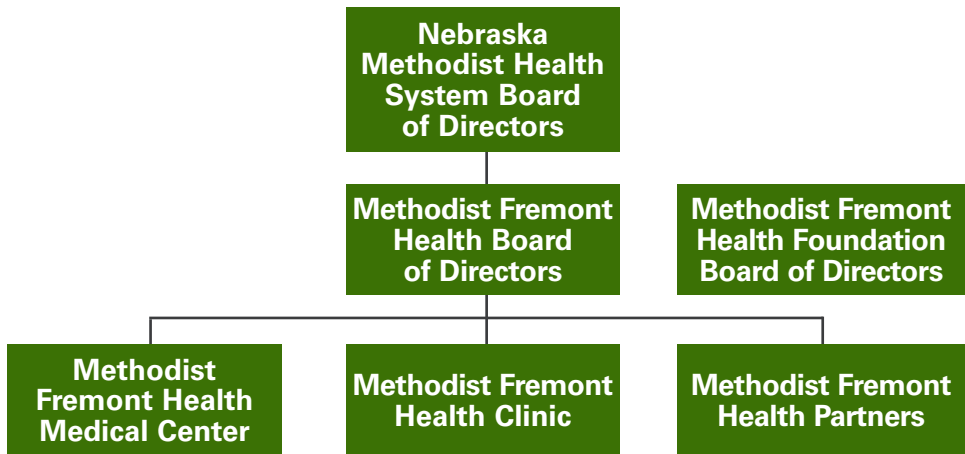 Nebraska
Methodist Health
System Board
of Directors
Methodist Fremont
Health Board
of Directors
Methodist Fremont
Health Foundation
Board of Directors
Methodist
Fremont Health
Medical Center
Methodist Fremont
Health Clinic
Methodist Fremont
Health Partners